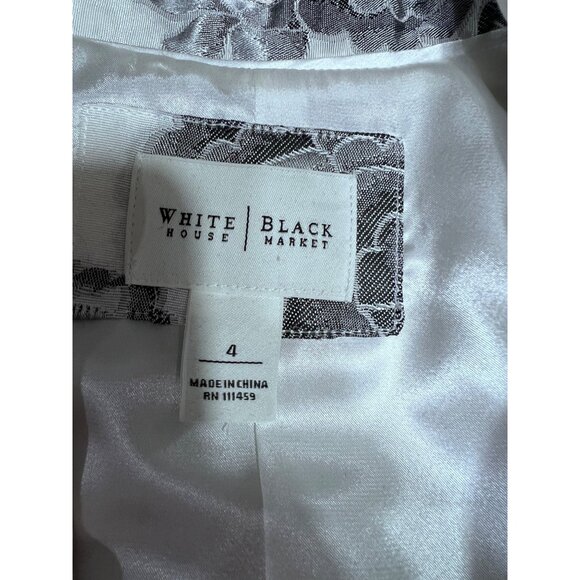 WHITE | BLACK
HOUSE | MARKET
4
MADE IN CHINA
RN 111459